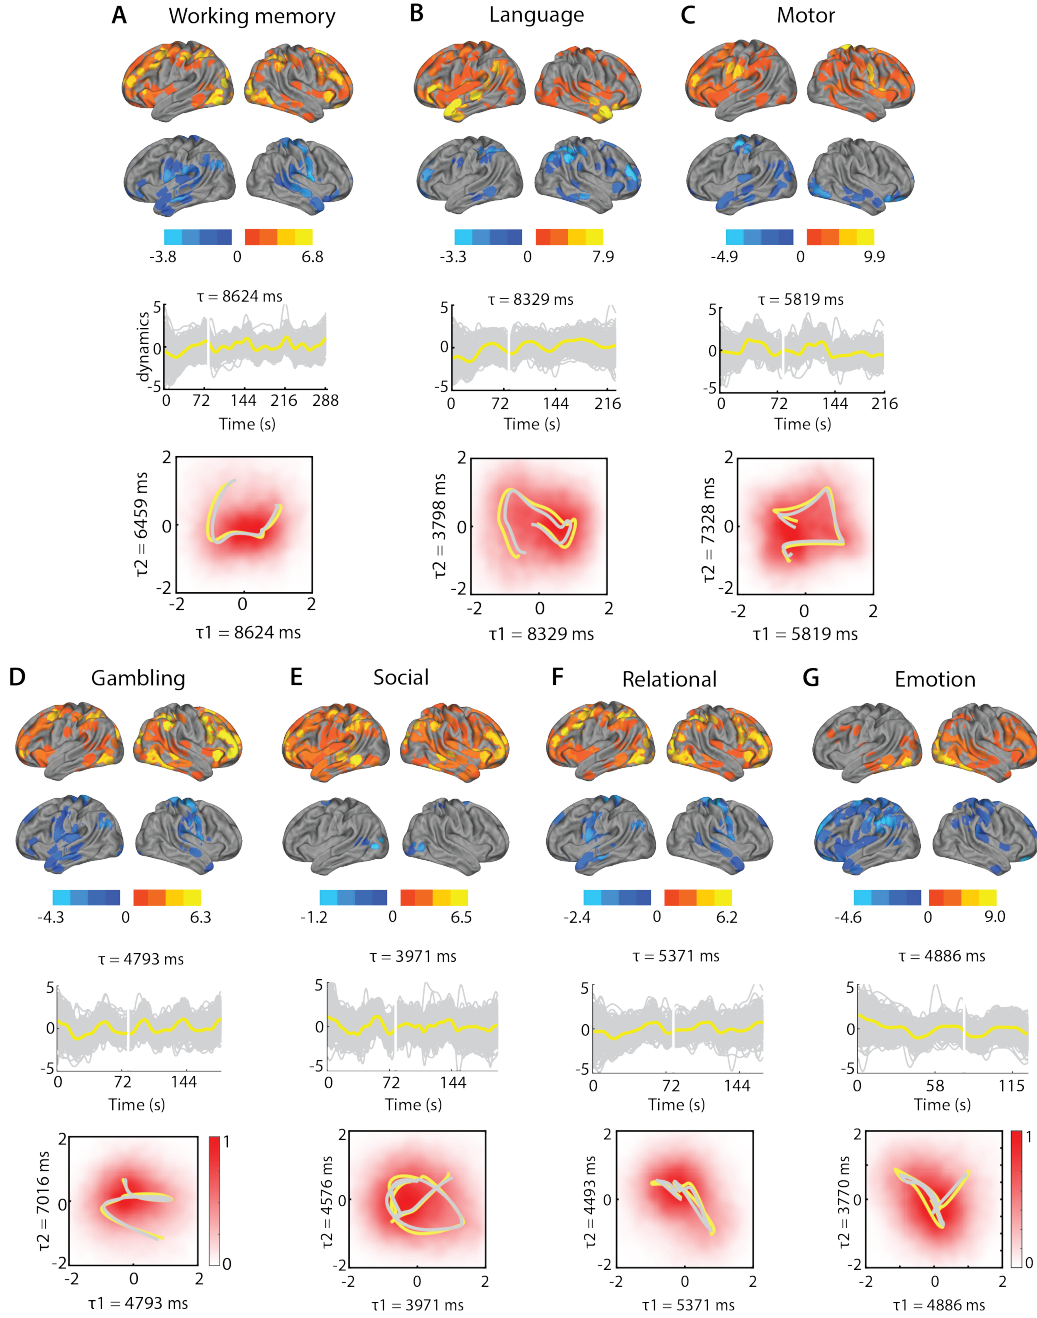 A Working memory
B Language
C Motor
-3.8 0 6.8
-3.3 0 7.9
-4.9 0 9.9
τ = 8624 ms
τ = 8329 ms
τ = 5819 ms
dynamics
5
0
-5
0 72 144 216 288
Time (s)
5
0
-5
0 72 144 216
Time (s)
5
0
-5
0 72 144 216
Time (s)
τ2 = 6459 ms
2
0
-2
-2 0 2
τ1 = 8624 ms
τ2 = 3798 ms
2
0
-2
-2 0 2
τ1 = 8329 ms
τ2 = 7328 ms
2
0
-2
-2 0 2
τ1 = 5819 ms
D Gambling
E Social
F Relational
G Emotion
-4.3 0 6.3
-1.2 0 6.5
-2.4 0 6.2
-4.6 0 9.0
τ = 4793 ms
τ = 3971 ms
τ = 5371 ms
τ = 4886 ms
5
0
-5
0 72 144
Time (s)
5
0
-5
0 72 144
Time (s)
5
0
-5
0 72 144
Time (s)
5
0
-5
0 58 115
Time (s)
τ2 = 7016 ms
2
0
-2
-2 0 2
τ1 = 4793 ms
1
0
τ2 = 4576 ms
2
0
-2
-2 0 2
τ1 = 3971 ms
τ2 = 4493 ms
2
0
-2
-2 0 2
τ1 = 5371 ms
τ2 = 3770 ms
2
0
-2
-2 0 2
τ1 = 4886 ms
1
0